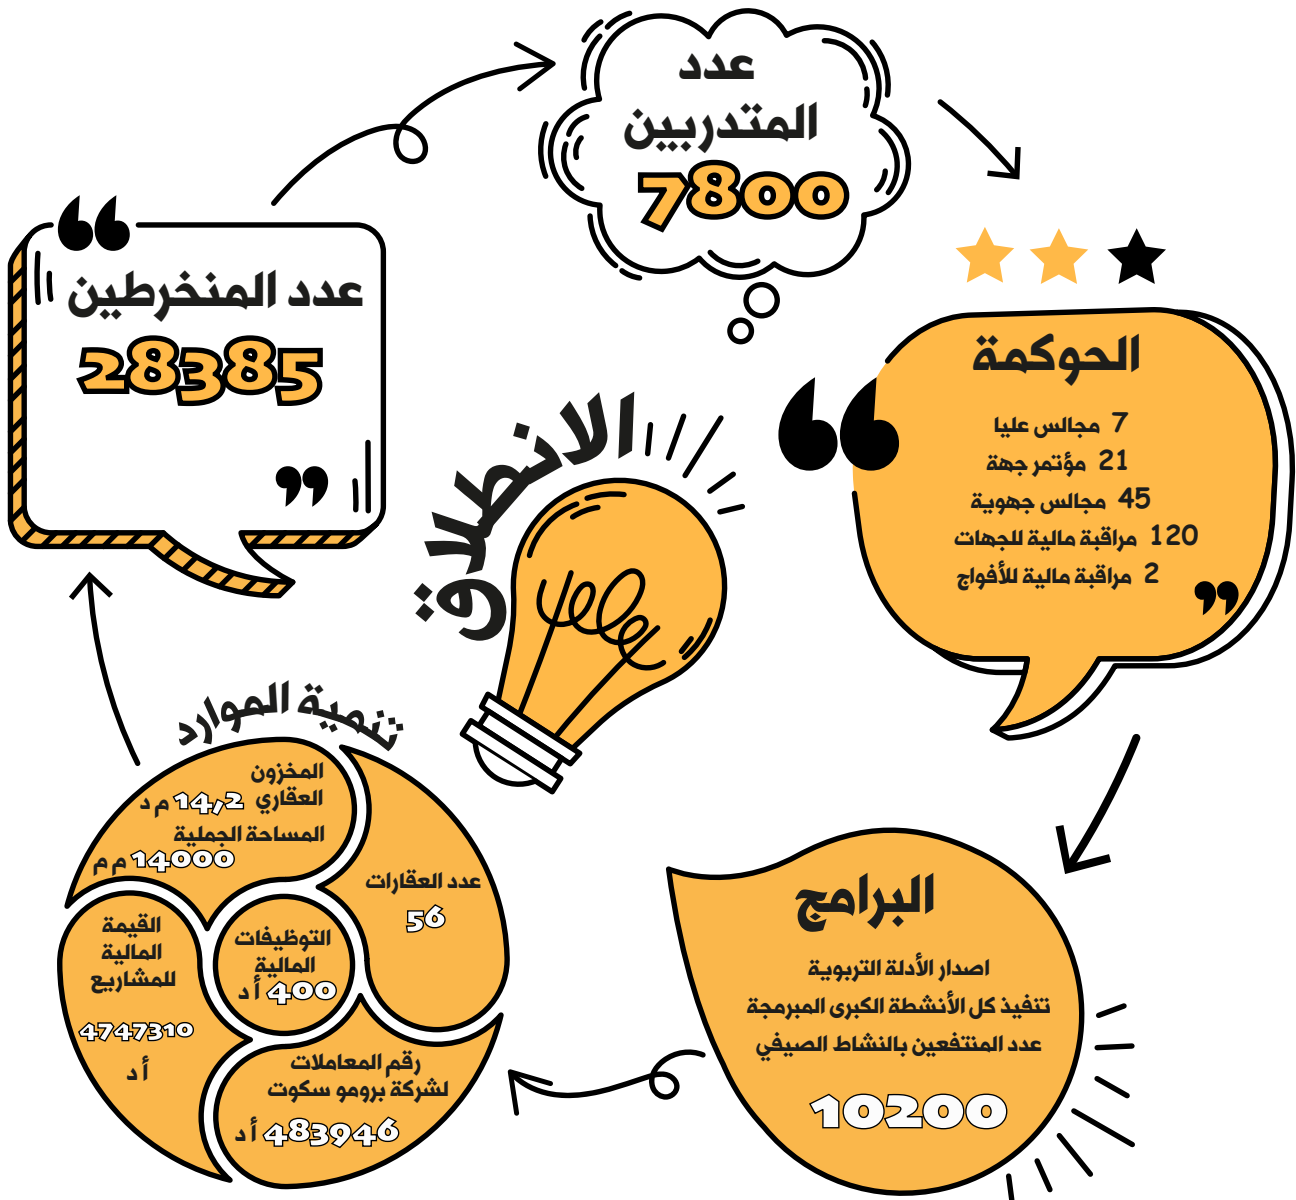 عدد
المتدربين
7800
عدد المنخرطين
28385
الحوكمة
7 مجالس عليا
21 مؤتمر جهة
45 مجالس جهوية
120 مراقبة مالية للجهات
2 مراقبة مالية للأفواج
الانطلاق
البرامج
اصدار الأدلة التربوية
تنفيذ كل الأنشطة الكبرى المبرمجة
عدد المنتفعين بالنشاط الصيفي
10200
تنمية الموارد
المخزون
العقاري 14,2 م د
المساحة الجملية
14000 م م
عدد العقارات
56
القيمة
المالية
للمشاريع
4747310
أ د
التوظيفات
المالية
400 أ د
رقم المعاملات
لشركة برومو سكوت
483946 أ د